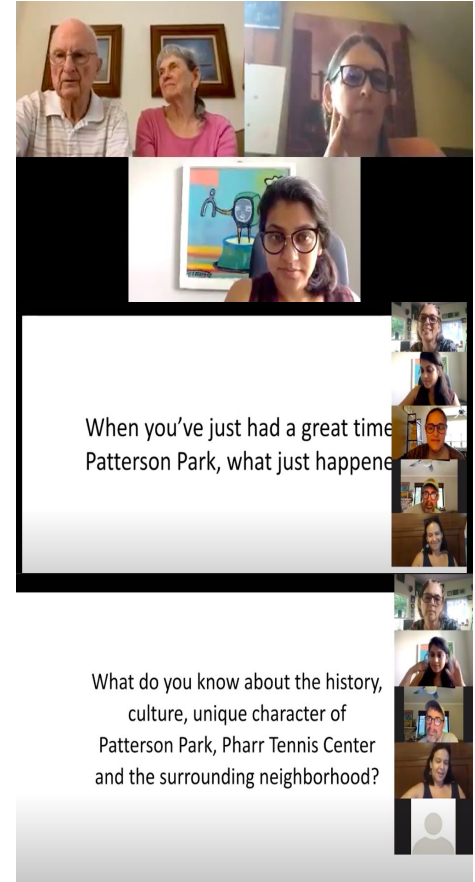 When you've just had a great time
Patterson Park, what just happene
What do you know about the history,
culture, unique character of
Patterson Park, Pharr Tennis Center
and the surrounding neighborhood?